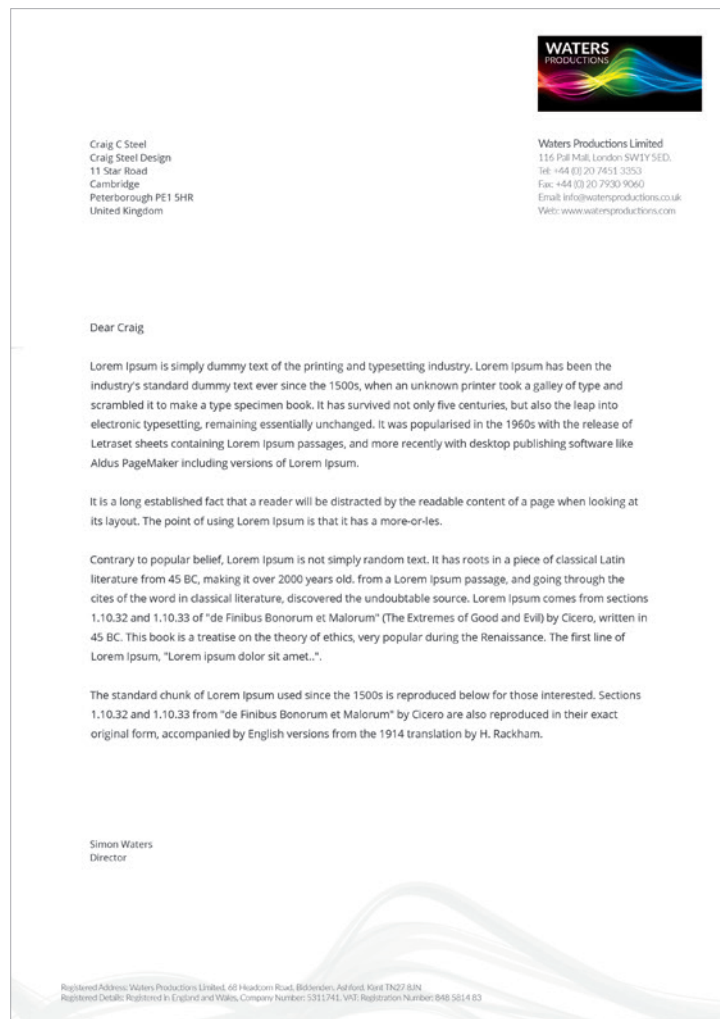 WATERS
PRODUCTIONS
Craig C Steel
Craig Steel Design
11 Star Road
Cambridge
Peterborough PE1 5HR
United Kingdom
Waters Productions Limited
116 Pall Mall, London SW1Y 5ED.
Tel: +44 (0) 20 7451 3353
Fax: +44 (0) 20 7930 9060
Email: info@watersproductions.co.uk
Web: www.watersproductions.com
Dear Craig
Lorem Ipsum is simply dummy text of the printing and typesetting industry. Lorem Ipsum has been the
industry's standard dummy text ever since the 1500s, when an unknown printer took a galley of type and
scrambled it to make a type specimen book. It has survived not only five centuries, but also the leap into
electronic typesetting, remaining essentially unchanged. It was popularised in the 1960s with the release of
Letraset sheets containing Lorem Ipsum passages, and more recently with desktop publishing software like
Aldus PageMaker including versions of Lorem Ipsum.
It is a long established fact that a reader will be distracted by the readable content of a page when looking at
its layout. The point of using Lorem Ipsum is that it has a more-or-les.
Contrary to popular belief, Lorem Ipsum is not simply random text. It has roots in a piece of classical Latin
literature from 45 BC, making it over 2000 years old. from a Lorem Ipsum passage, and going through the
cites of the word in classical literature, discovered the undoubtable source. Lorem Ipsum comes from sections
1.10.32 and 1.10.33 of "de Finibus Bonorum et Malorum" (The Extremes of Good and Evil) by Cicero, written in
45 BC. This book is a treatise on the theory of ethics, very popular during the Renaissance. The first line of
Lorem Ipsum, "Lorem ipsum dolor sit amet..".
The standard chunk of Lorem Ipsum used since the 1500s is reproduced below for those interested. Sections
1.10.32 and 1.10.33 from "de Finibus Bonorum et Malorum" by Cicero are also reproduced in their exact
original form, accompanied by English versions from the 1914 translation by H. Rackham.
Simon Waters
Director
Registered Address: Waters Productions Limited, 68 Headcorn Road, Biddenden, Ashford, Kent TN27 8JN
Registered Details: Registered in England and Wales, Company Number: 5311741, VAT: Registration Number: 848 5814 83